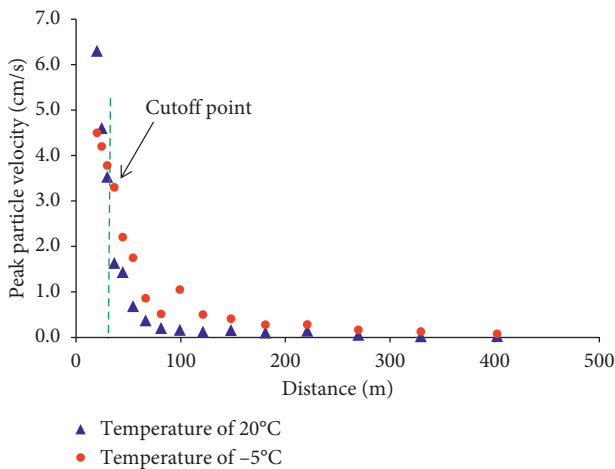 7.0
6.0
5.0
4.0
3.0
2.0
1.0
0.0
Peak particle velocity (cm/s)
Cutoff point
0
100
200
300
400
500
Distance (m)
Temperature of 20°C
Temperature of –5°C